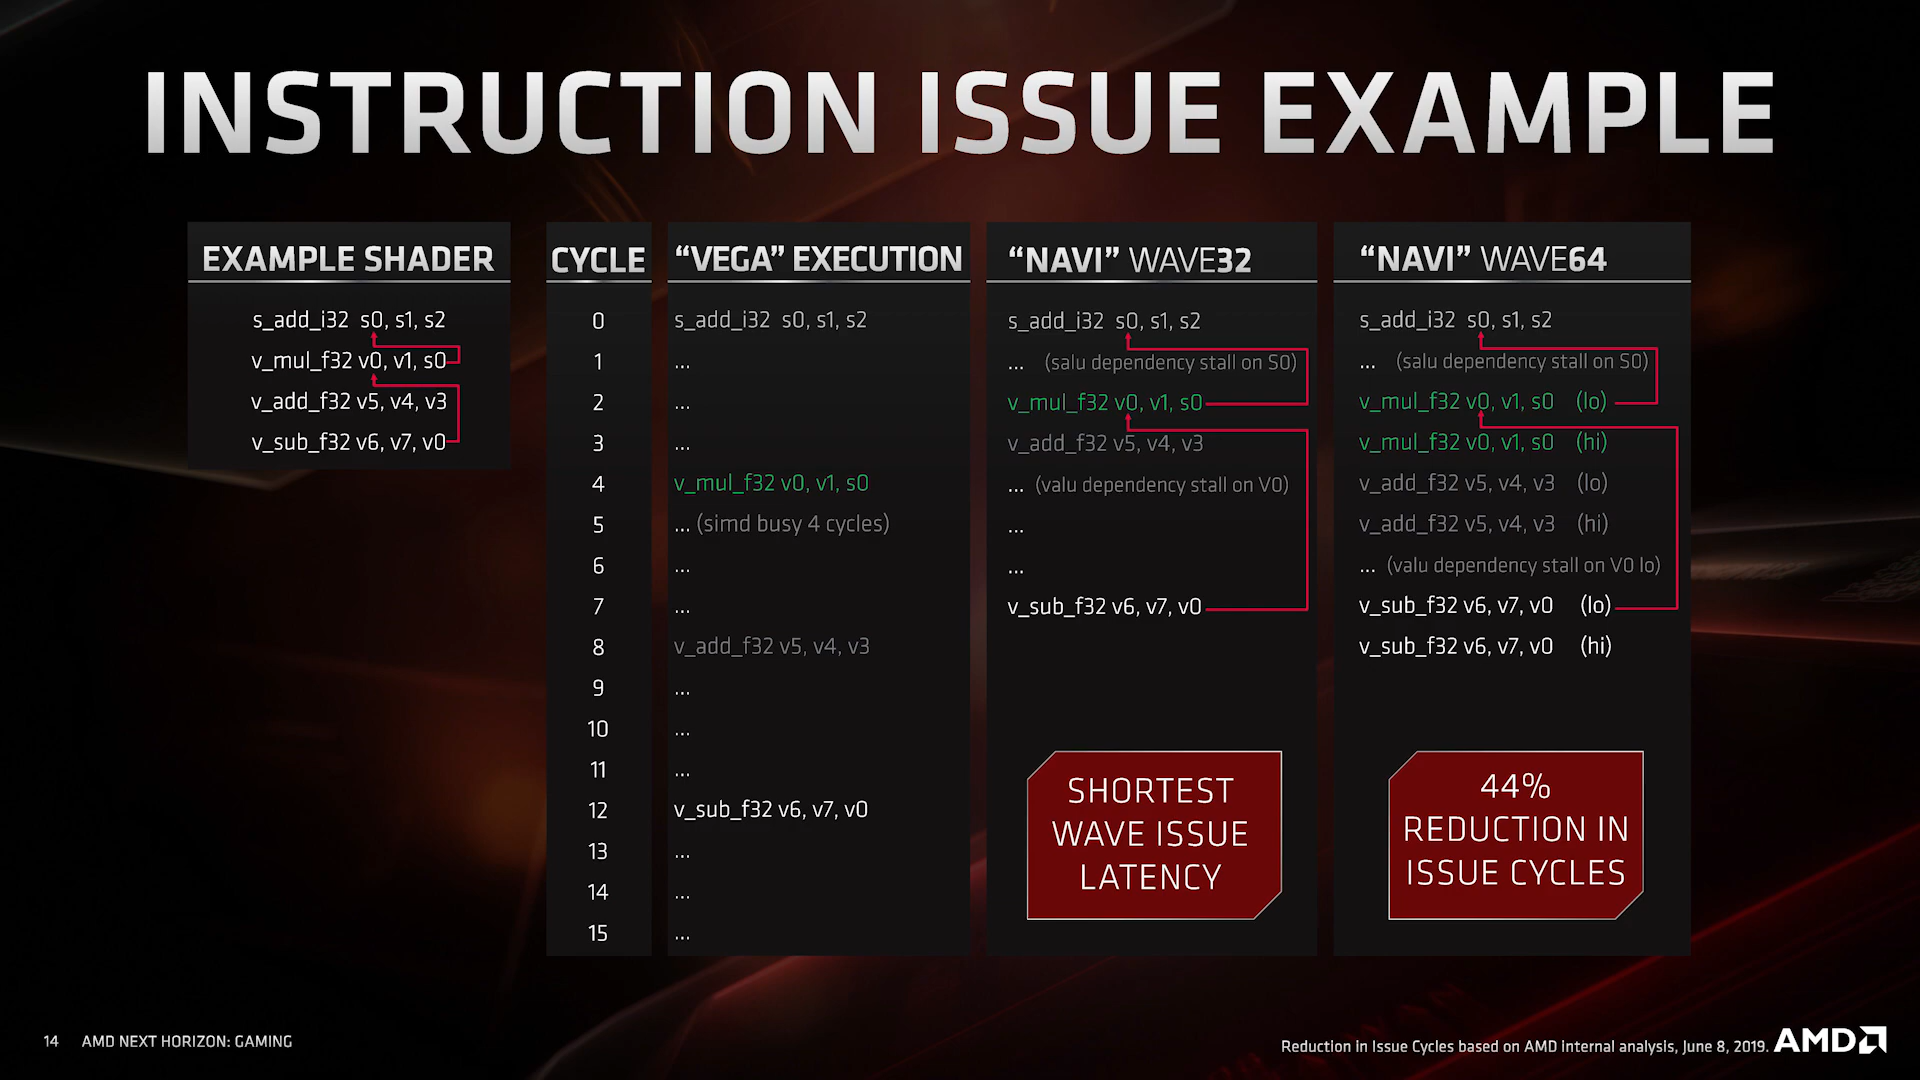 INSTRUCTION ISSUE EXAMPLE
EXAMPLE SHADER
s_add_i32 s0, s1, s2
v_mul_f32 v0, v1, s0
v_add_f32 v5, v4, v3
v_sub_f32 v6, v7, v0
CYCLE
0
1
2
3
4
5
6
7
8
9
10
11
12
13
14
15
“VEGA” EXECUTION
s_add_i32 s0, s1, s2
...
...
...
v_mul_f32 v0, v1, s0
... (simd busy 4 cycles)
...
...
v_add_f32 v5, v4, v3
...
...
...
v_sub_f32 v6, v7, v0
...
...
...
“NAVI” WAVE32
s_add_i32 s0, s1, s2
... (salu dependency stall on S0)
v_mul_f32 v0, v1, s0
v_add_f32 v5, v4, v3
... (valu dependency stall on V0)
...
...
v_sub_f32 v6, v7, v0
SHORTEST
WAVE ISSUE
LATENCY
“NAVI” WAVE64
s_add_i32 s0, s1, s2
... (salu dependency stall on S0)
v_mul_f32 v0, v1, s0 (lo)
v_mul_f32 v0, v1, s0 (hi)
v_add_f32 v5, v4, v3 (lo)
v_add_f32 v5, v4, v3 (hi)
... (valu dependency stall on V0 lo)
v_sub_f32 v6, v7, v0 (lo)
v_sub_f32 v6, v7, v0 (hi)
44%
REDUCTION IN
ISSUE CYCLES
14 AMD NEXT HORIZON: GAMING
Reduction in Issue Cycles based on AMD internal analysis, June 8, 2019.
AMD